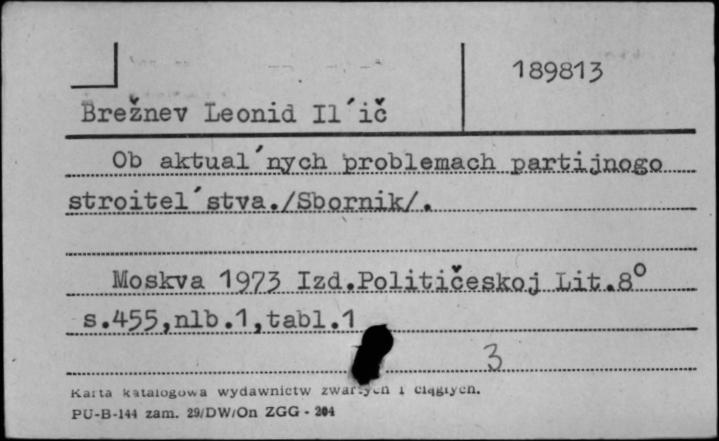 189813
Brežnev Leonid Il´ič
Ob aktual´nych problemach partijnogo
stroitel´stva./Sbornik/.
Moskva 1973 Izd.Političeskoj Lit.8°
s.455,nlb.1,tabl.1
3
Karta katalogowa wydawnictw zwartych i ciągłych.
PU-B-144 zam. 29/DW/On ZGG - 204